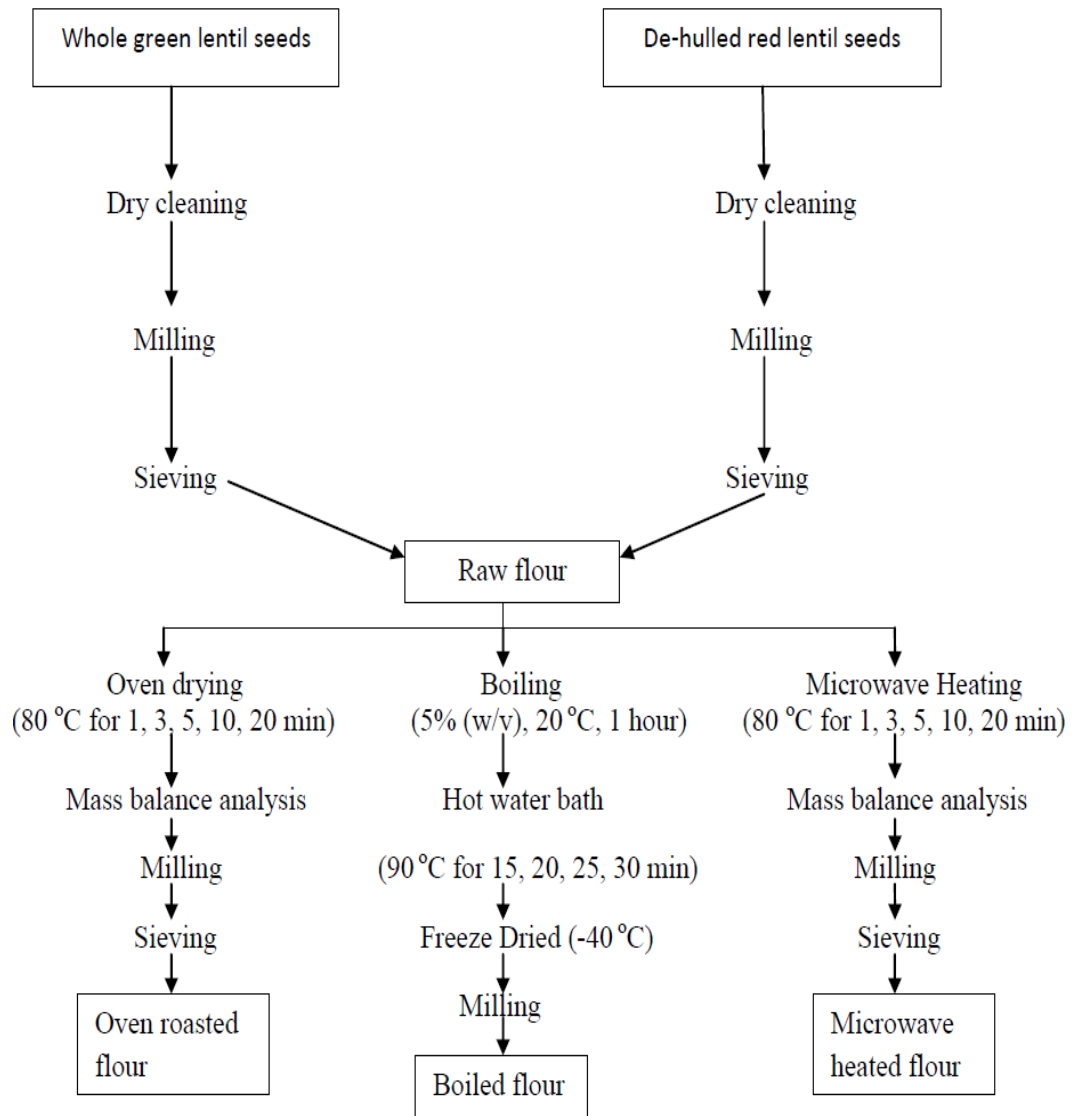 Whole green lentil seeds
De-hulled red lentil seeds
Dry cleaning
Dry cleaning
Milling
Milling
Sieving
Sieving
Raw flour
Oven drying
(80 °C for 1, 3, 5, 10, 20 min)
Boiling
(5% (w/v), 20 °C, 1 hour)
Microwave Heating
(80 °C for 1, 3, 5, 10, 20 min)
Mass balance analysis
Hot water bath
Mass balance analysis
Milling
(90 °C for 15, 20, 25, 30 min)
Milling
Sieving
Freeze Dried (-40 °C)
Sieving
Milling
Oven roasted
flour
Boiled flour
Microwave
heated flour